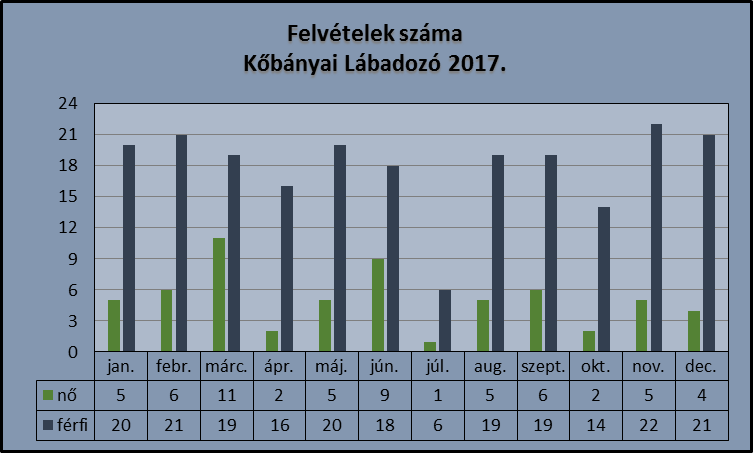 Felvételek száma
Kőbányai Lábadozó 2017.
24
21
18
15
12
9
6
3
0
jan. febr. márc. ápr. máj. jún. júl. aug. szept. okt. nov. dec.
nő 5 6 11 2 5 9 1 5 6 2 5 4
férfi 20 21 19 16 20 18 6 19 19 14 22 21